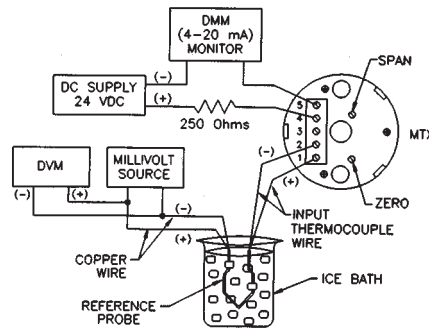 DMM
(4-20 mA)
MONITOR
DC SUPPLY
24 VDC
(-)
(+)
250 Ohms
5
4
3
2
1
SPAN
MTX
ZERO
(-)
(+)
INPUT
THERMOCOUPLE
WIRE
DVM
(-)
(+)
MILLIVOLT
SOURCE
(-)
(+)
COPPER
WIRE
REFERENCE
PROBE
ICE BATH